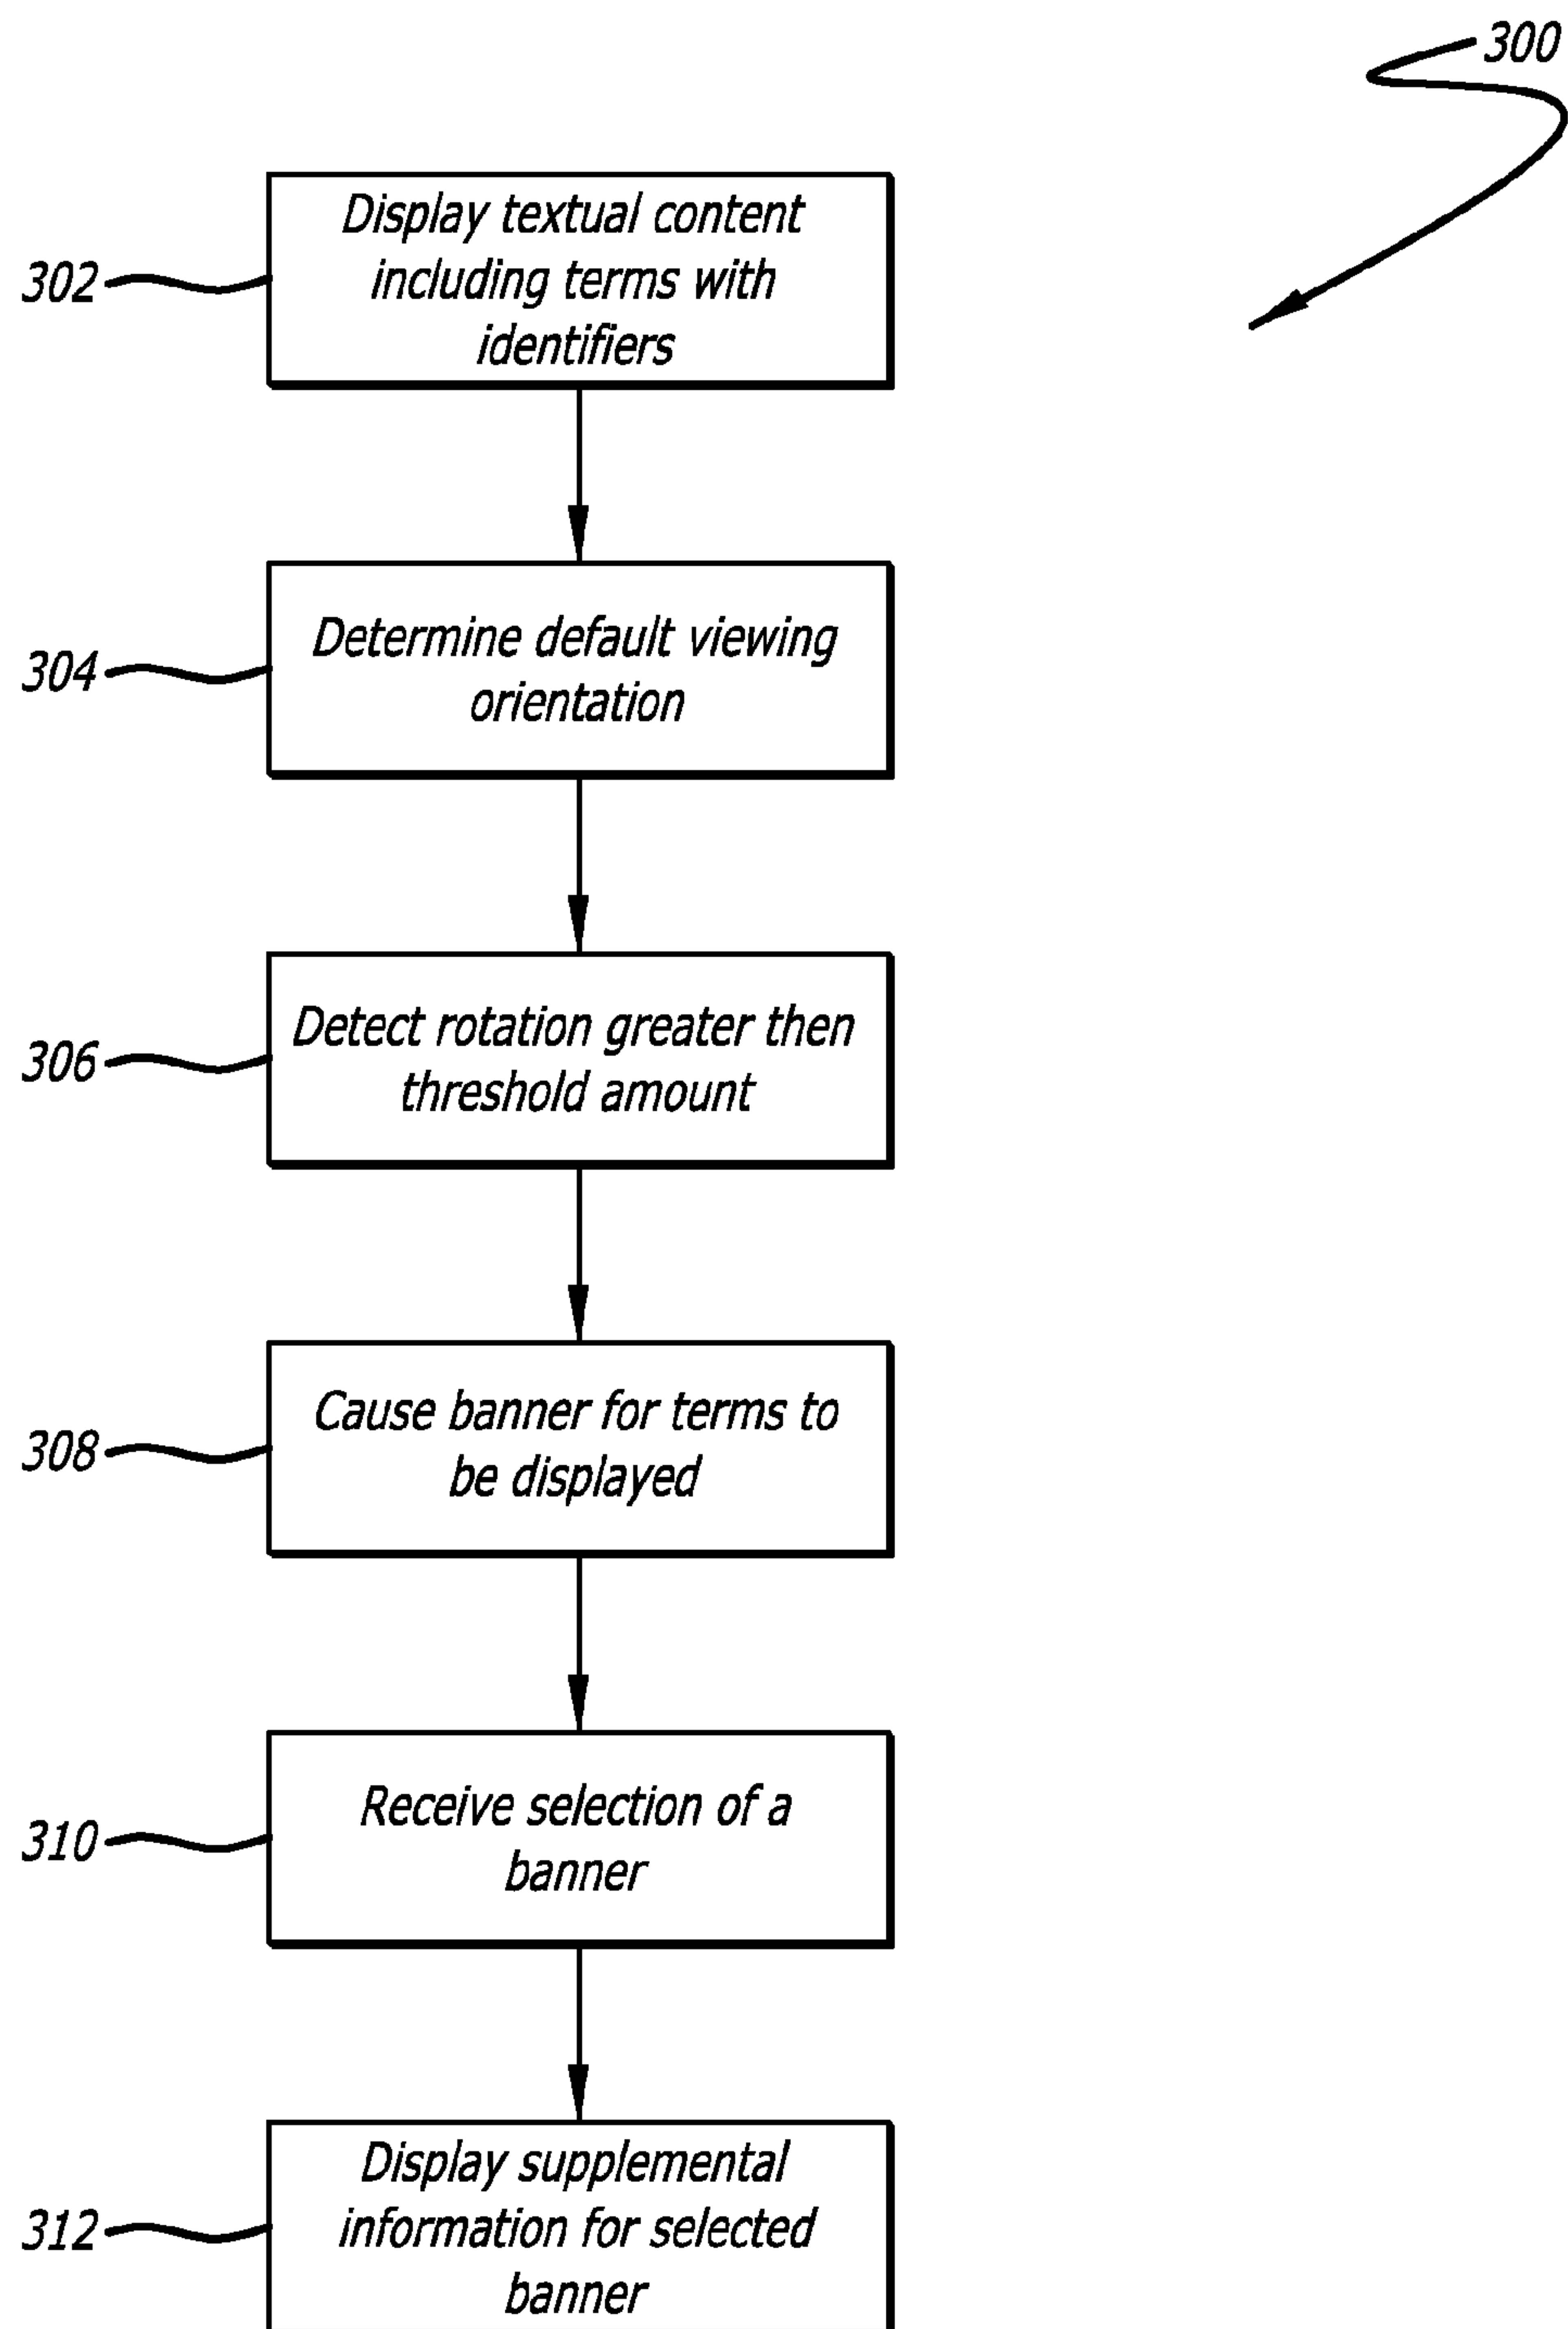 300
Display textual content
including terms with
identifiers
302
Determine default viewing
orientation
304
Detect rotation greater then
threshold amount
306
Cause banner for terms to
be displayed
308
Receive selection of a
banner
310
Display supplemental
information for selected
banner
312